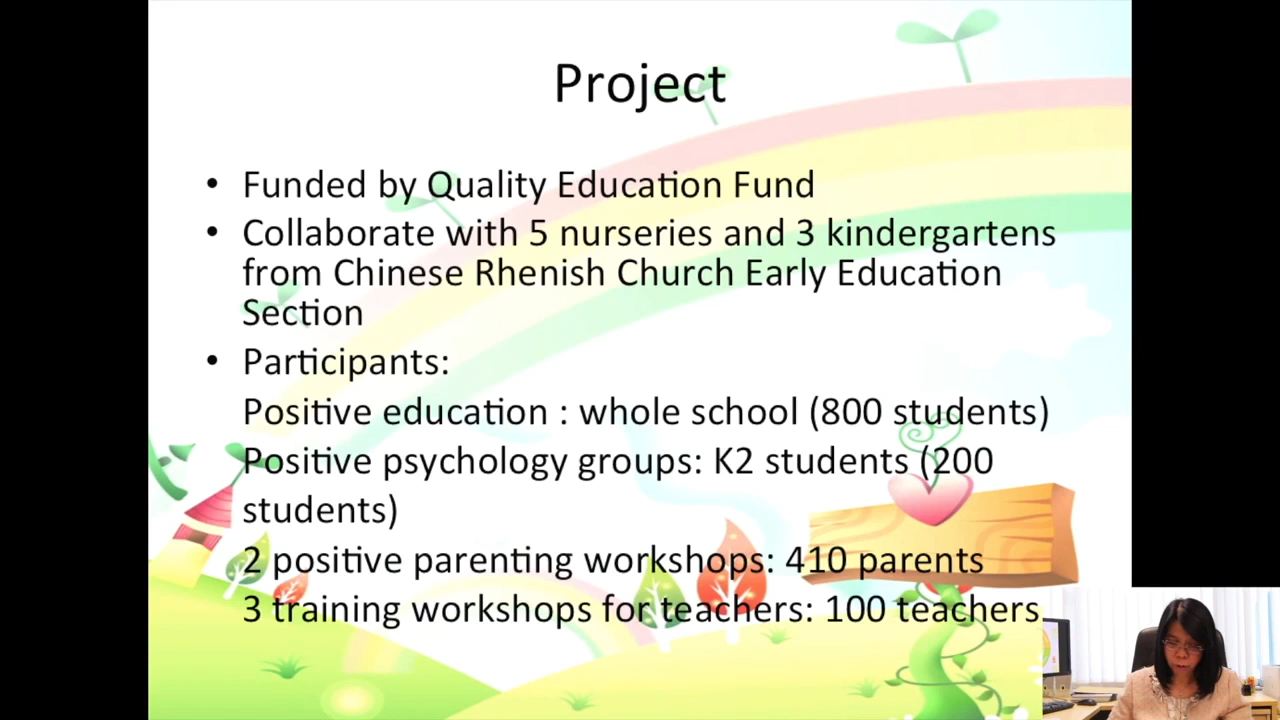 Project
• Funded by Quality Education Fund
• Collaborate with 5 nurseries and 3 kindergartens
from Chinese Rhenish Church Early Education
Section
• Participants:
Positive education : whole school (800 students)
Positive psychology groups: K2 students (200
students)
2 positive parenting workshops: 410 parents
3 training workshops for teachers: 100 teachers